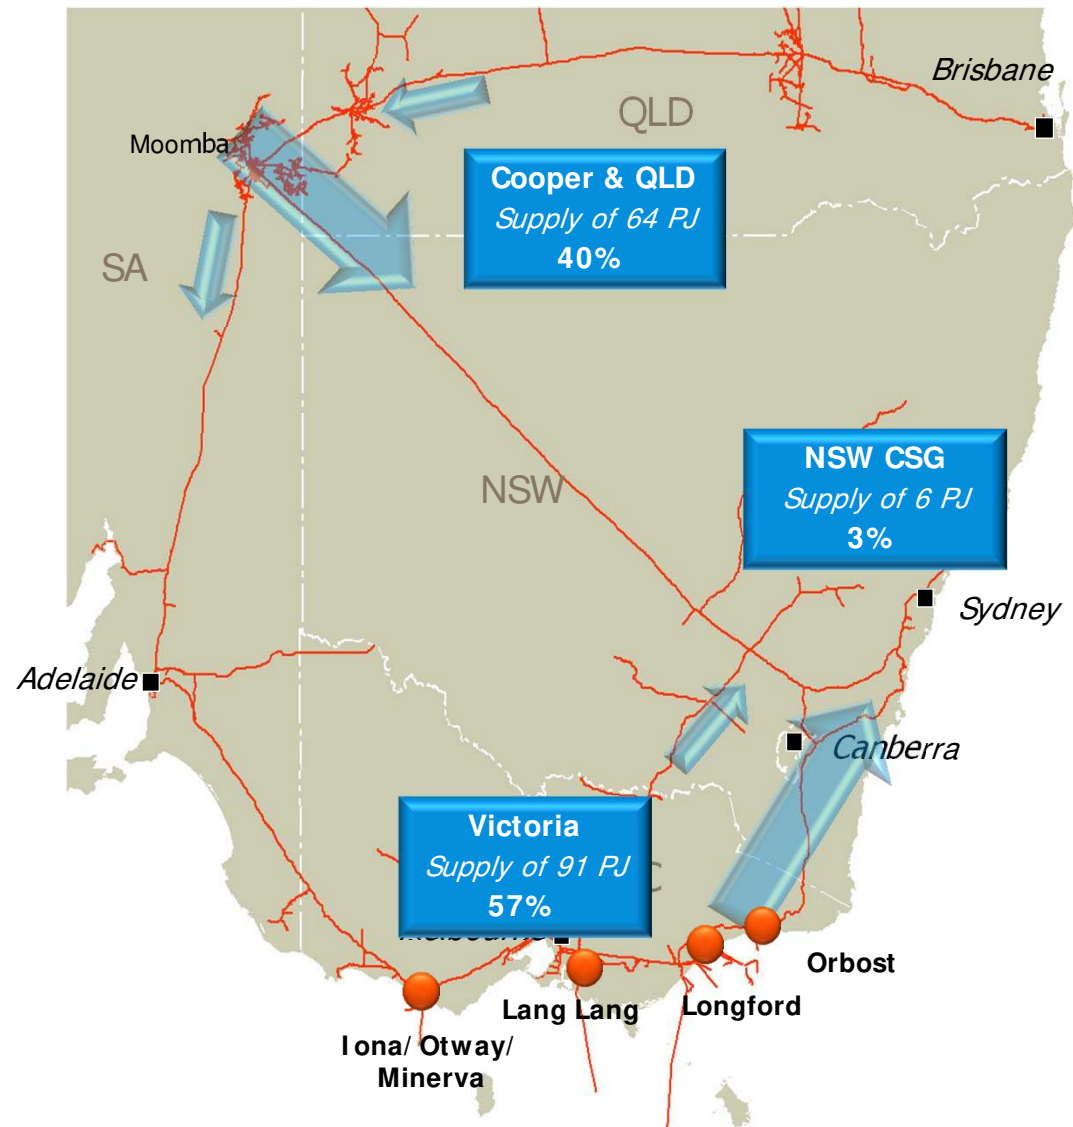 Brisbane
QLD
Moomba
Cooper & QLD
Supply of 64 PJ
40%
SA
NSW CSG
Supply of 6 PJ
3%
NSW
Sydney
Adelaide
Canberra
Victoria
Supply of 91 PJ
57%
C
Orbost
Longford
Lang Lang
Iona/ Otway/
Minerva